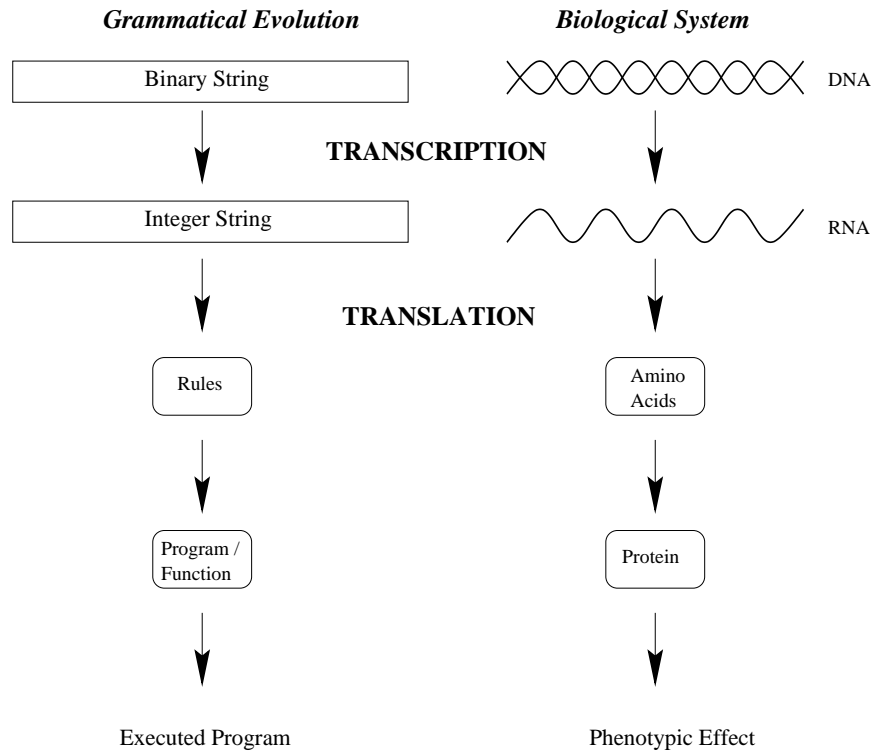 Grammatical Evolution
Biological System
Binary String
DNA
TRANSCRIPTION
Integer String
RNA
TRANSLATION
Rules
Amino
Acids
Program /
Function
Protein
Executed Program
Phenotypic Effect